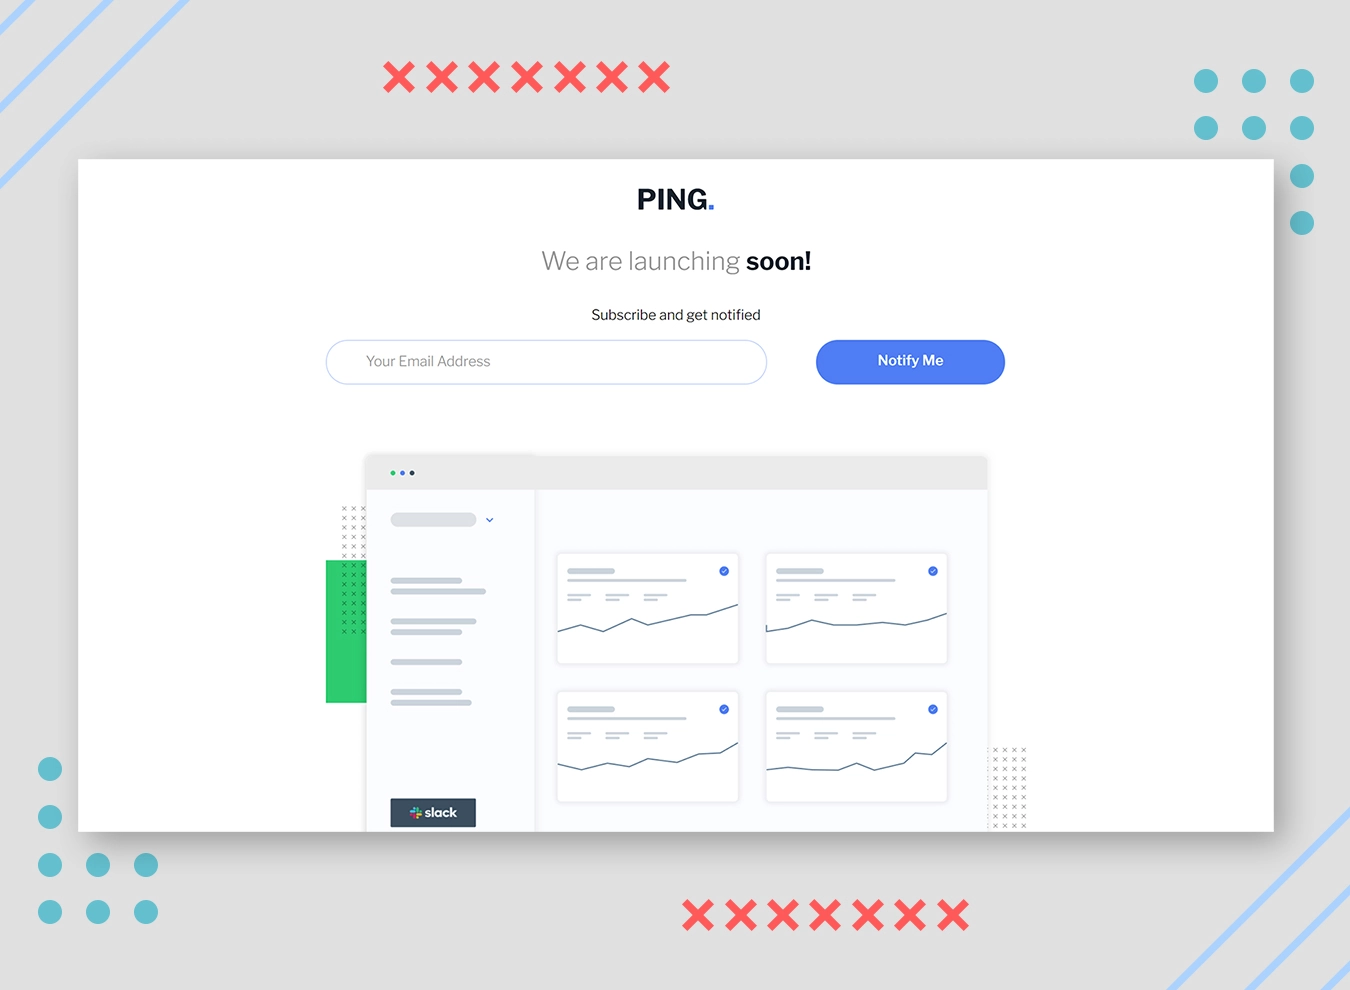 PING.
We are launching soon!
Subscribe and get notified
Your Email Address
Notify Me
slack